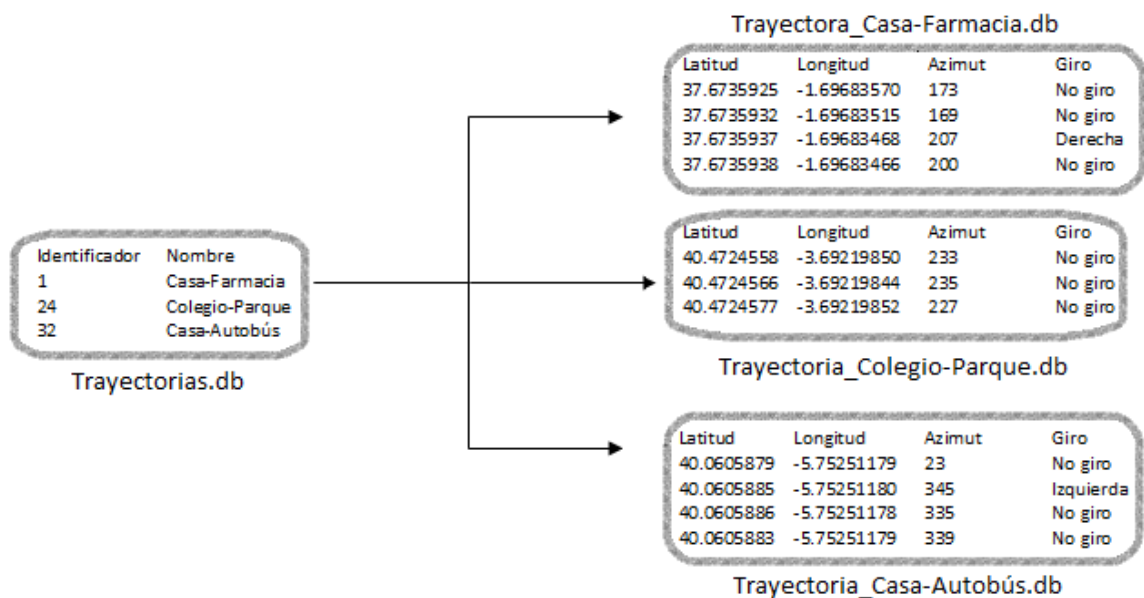 Trayectora_Casa-Farmacia.db
Latitud Longitud Azimut Giro
37.6735925 -1.69683570 173 No giro
37.6735932 -1.69683515 169 No giro
37.6735937 -1.69683468 207 Derecha
37.6735938 -1.69683466 200 No giro
Identificador Nombre
1 Casa-Farmacia
24 Colegio-Parque
32 Casa-Autobús
Trayectorias.db
Latitud Longitud Azimut Giro
40.4724558 -3.69219850 233 No giro
40.4724566 -3.69219844 235 No giro
40.4724577 -3.69219852 227 No giro
Trayectoria_Colegio-Parque.db
Latitud Longitud Azimut Giro
40.0605879 -5.75251179 23 No giro
40.0605885 -5.75251180 345 Izquierda
40.0605886 -5.75251178 335 No giro
40.0605883 -5.75251179 339 No giro
Trayectoria_Casa-Autobús.db